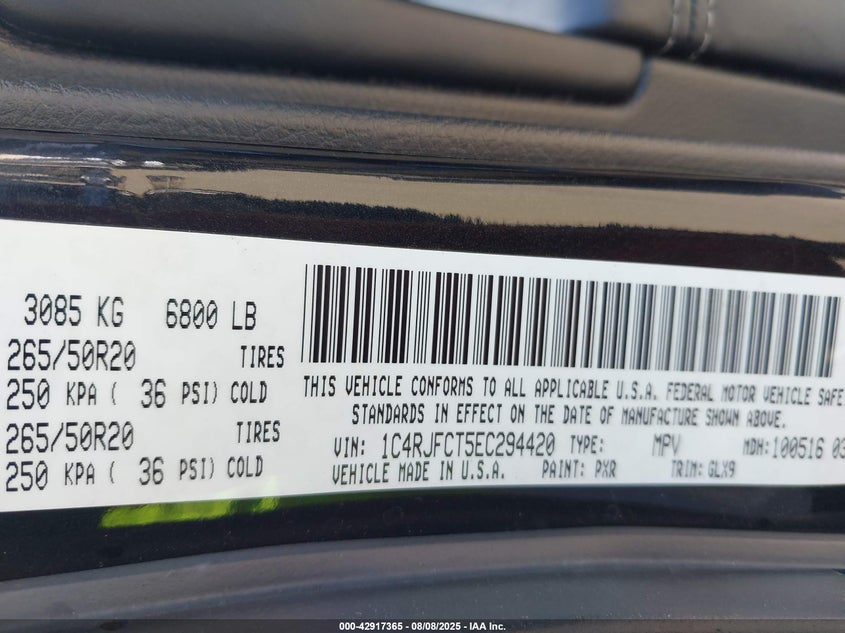 3085 KG 6800 LB
265/50R20 TIRES
250 KPA ( 36 PSI) COLD
265/50R20 TIRES
250 KPA ( 36 PSI) COLD
THIS VEHICLE CONFORMS TO ALL APPLICABLE U.S.A. FEDERAL MOTOR VEHICLE SAFE
STANDARDS IN EFFECT ON THE DATE OF MANUFACTURE SHOWN ABOVE.
VIN: 1C4RJFCT5EC294420 TYPE: MPV MDH:100516 03
VEHICLE MADE IN U.S.A. PAINT: PXR TRIM: GLX9
000-42917365 - 08/08/2025 - IAA Inc.